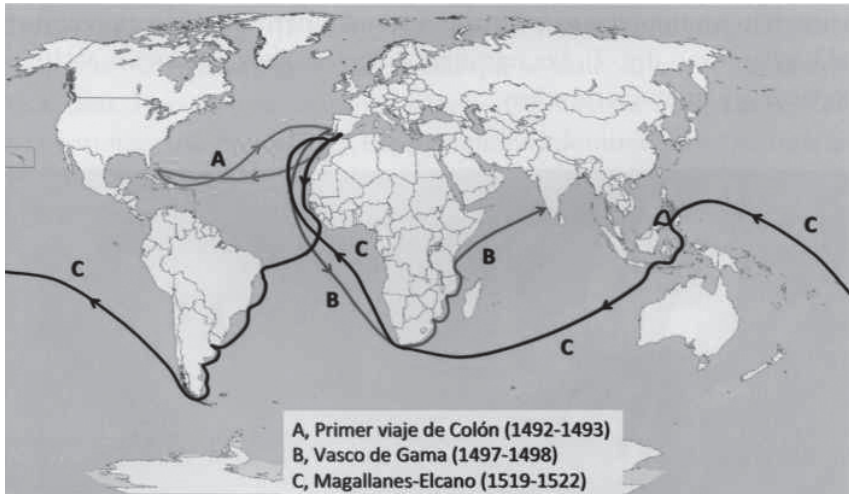 A
B
B
C
C
C
C
A, Primer viaje de Colón (1492-1493)
B, Vasco de Gama (1497-1498)
C, Magallanes-Elcano (1519-1522)